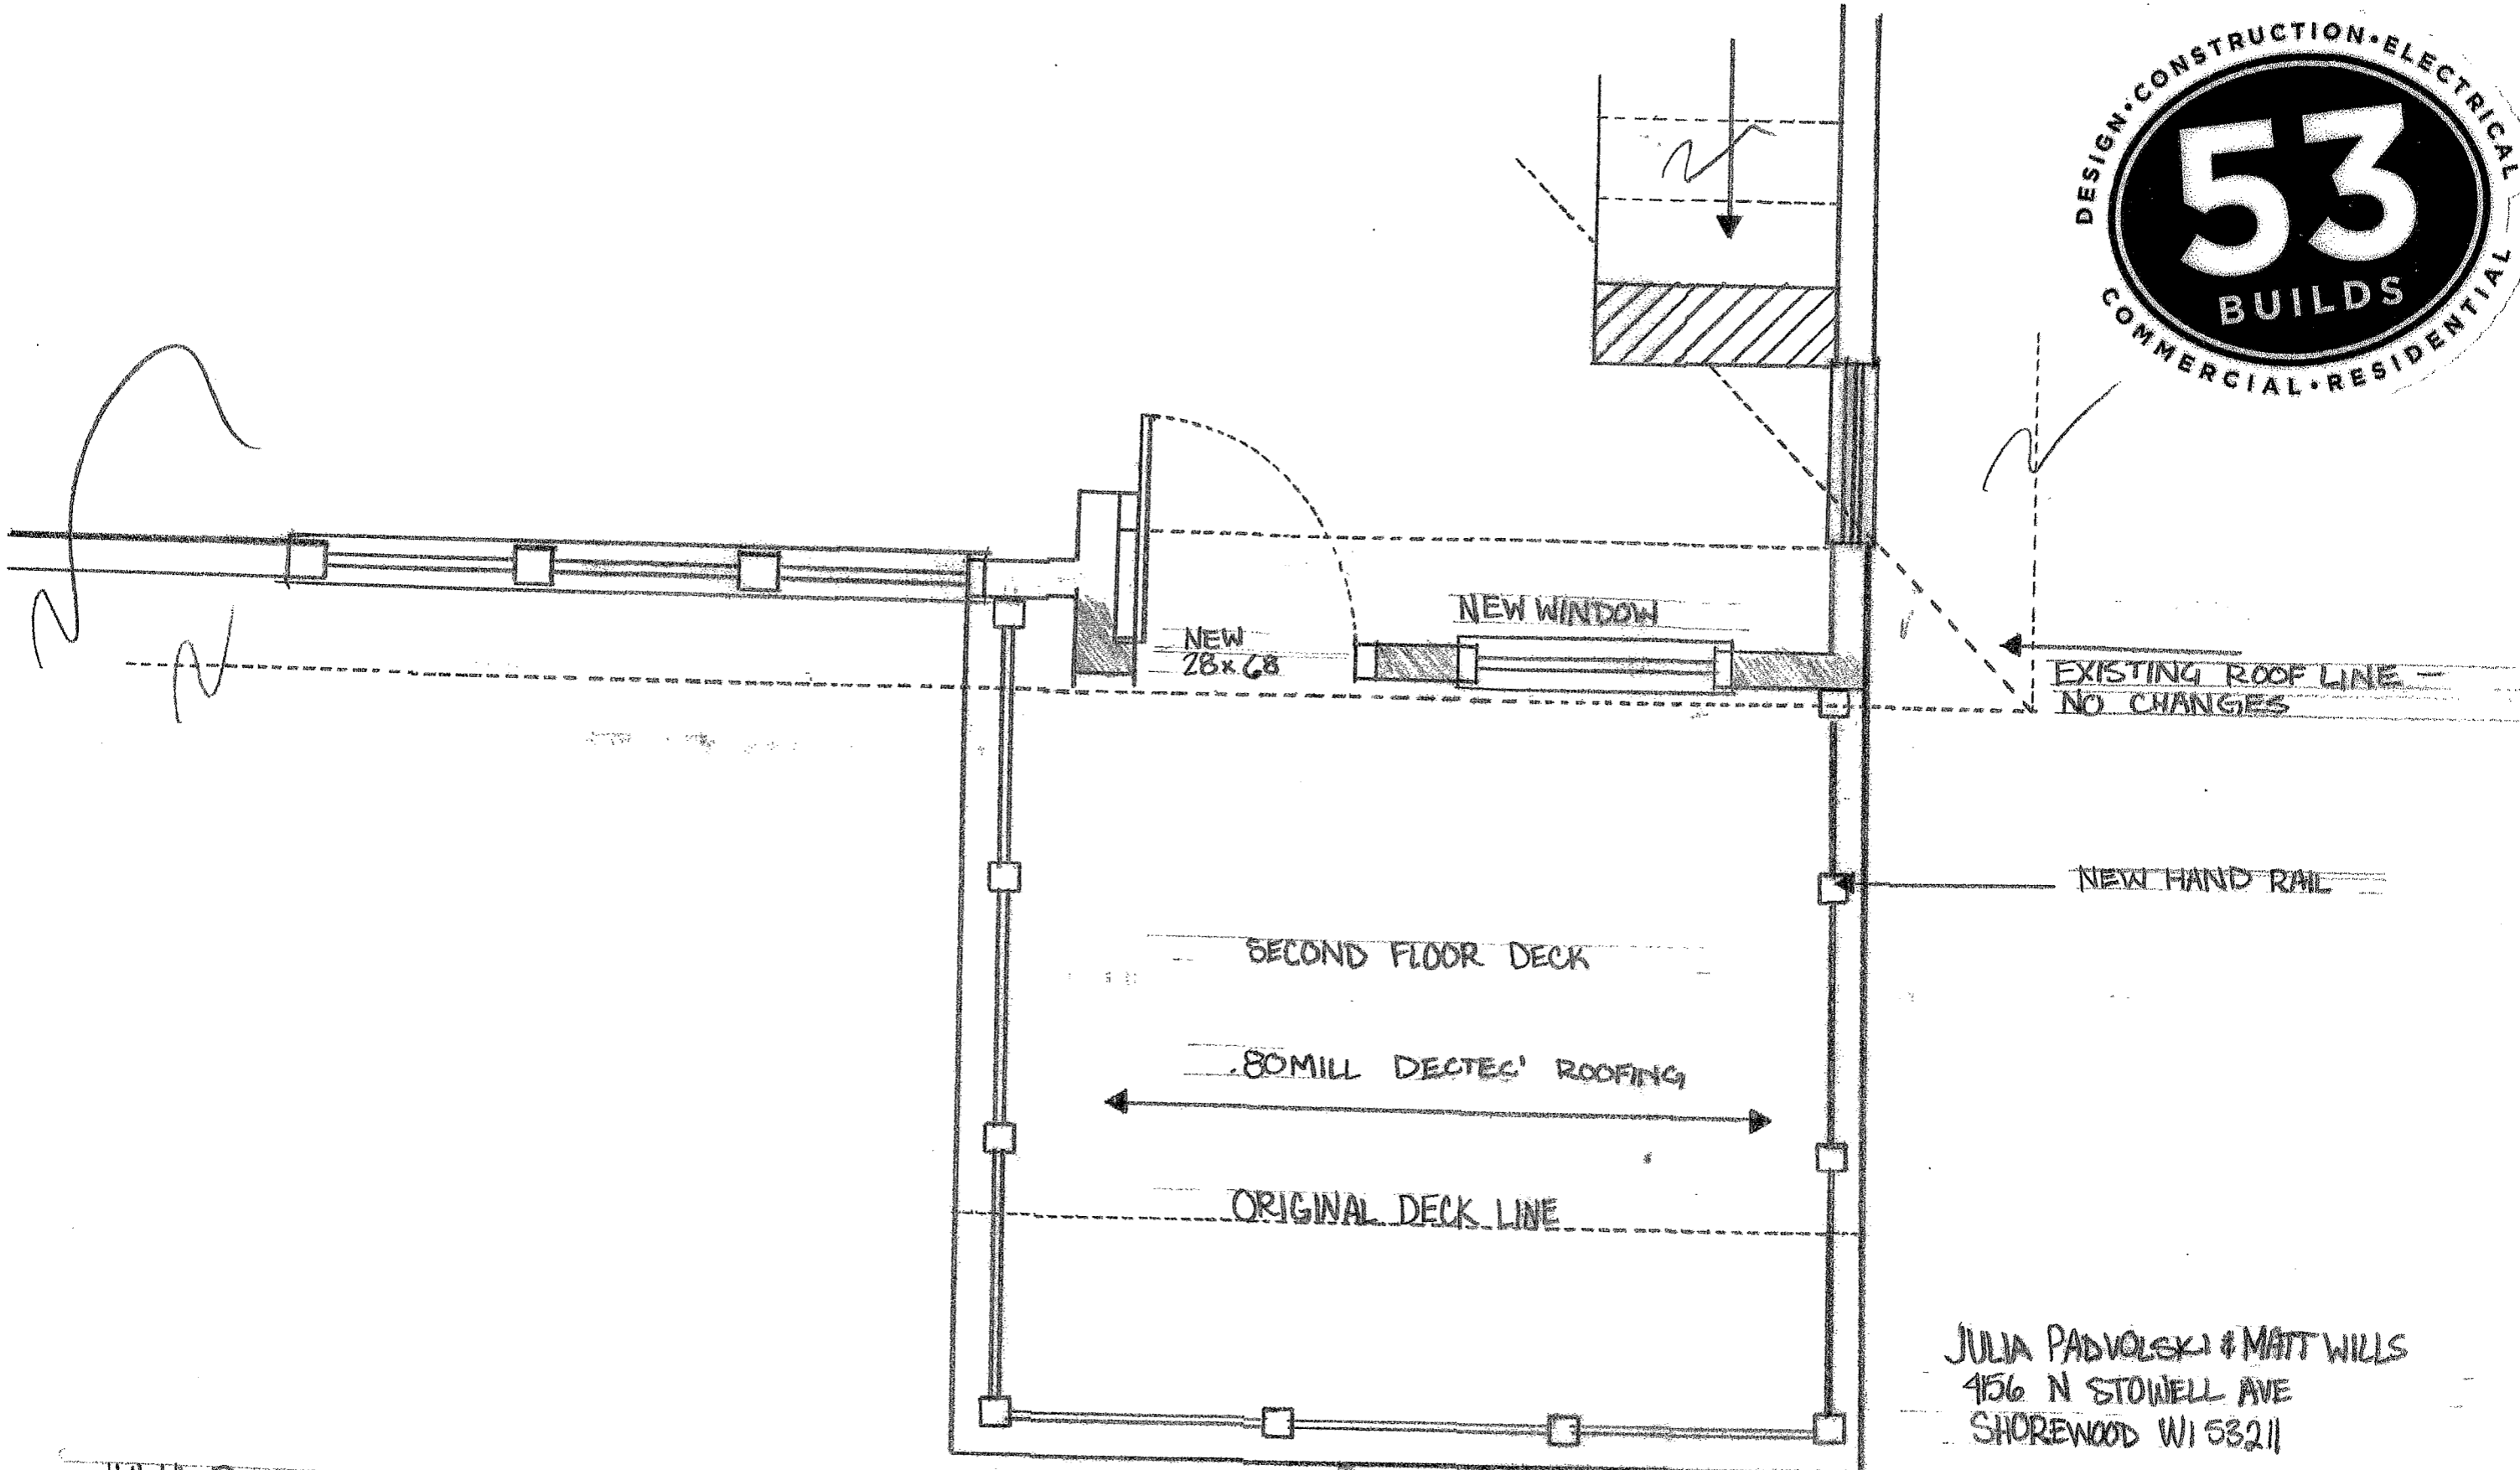 DESIGN•CONSTRUCTION•ELECTRICAL
53
BUILDS
COMMERCIAL•RESIDENTIAL
NEW WINDOW
NEW
28x68
EXISTING ROOF LINE -
NO CHANGES
NEW HAND RAIL
SECOND FLOOR DECK
.80MILL DECTEC' ROOFING
ORIGINAL DECK LINE
JULIA PADVOLSKI & MATT WILLS
4156 N STOWELL AVE
SHOREWOOD WI 53211